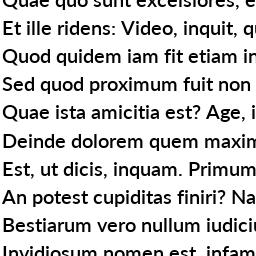 Quae quo sunt excelsiores, e
Et ille ridens: Video, inquit, q
Quod quidem iam fit etiam in
Sed quod proximum fuit non
Quae ista amicitia est? Age, i
Deinde dolorem quem maxim
Est, ut dicis, inquam. Primum
An potest cupiditas finiri? Na
Bestiarum vero nullum iudici
Invidiosum nomen est, infam